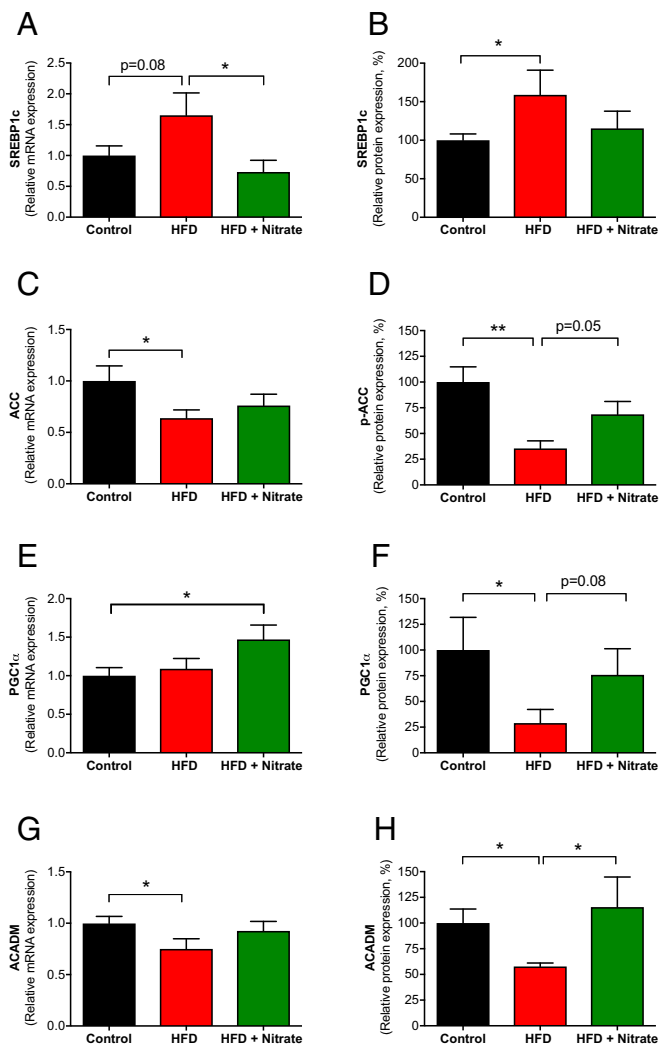 A
SREBP1c
(Relative mRNA expression)
2.5
2.0
1.5
1.0
0.5
0.0
p=0.08
*
Control
HFD
HFD + Nitrate
B
SREBP1c
(Relative protein expression, %)
200
150
100
50
0
*
Control
HFD
HFD + Nitrate
C
ACC
(Relative mRNA expression)
1.5
1.0
0.5
0.0
*
Control
HFD
HFD + Nitrate
D
p-ACC
(Relative protein expression, %)
150
125
100
75
50
25
0
**
p=0.05
Control
HFD
HFD + Nitrate
E
PGC1α
(Relative mRNA expression)
2.0
1.5
1.0
0.5
0.0
*
Control
HFD
HFD + Nitrate
F
PGC1α
(Relative protein expression, %)
150
125
100
75
50
25
0
*
p=0.08
Control
HFD
HFD + Nitrate
G
ACADM
(Relative mRNA expression)
1.5
1.0
0.5
0.0
*
Control
HFD
HFD + Nitrate
H
ACADM
(Relative protein expression, %)
150
125
100
75
50
25
0
*
*
Control
HFD
HFD + Nitrate